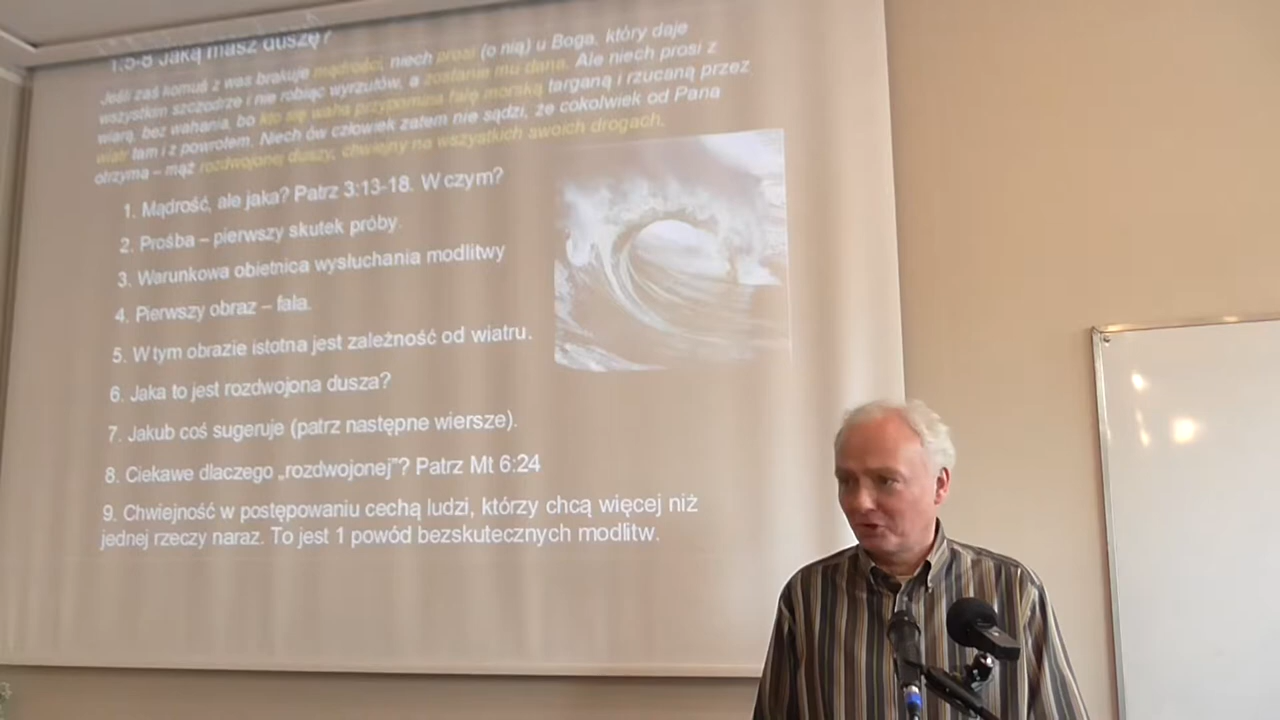 1:5-8 Jaką masz duszę?
Jeśli zaś komuś z was brakuje mądrości, niech prosi (o nią) u Boga, który daje
wszystkim szczodrze i nie robiąc wyrzutów, a zostanie mu dana. Ale niech prosi z
wiarą, bez wahania, bo kto się waha przypomina falę morską targaną i rzucaną przez
wiatr tam i z powrotem. Niech ów człowiek zatem nie sądzi, że cokolwiek od Pana
otrzyma – mąż rozdwojonej duszy, chwiejny na wszystkich swoich drogach.
1. Mądrość, ale jaka? Patrz 3:13-18. W czym?
2. Prośba – pierwszy skutek próby.
3. Warunkowa obietnica wysłuchania modlitwy
4. Pierwszy obraz – fala.
5. W tym obrazie istotna jest zależność od wiatru.
6. Jaka to jest rozdwojona dusza?
7. Jakub coś sugeruje (patrz następne wiersze).
8. Ciekawe dlaczego „rozdwojonej”? Patrz Mt 6:24
9. Chwiejność w postępowaniu cechą ludzi, którzy chcą więcej niż
jednej rzeczy naraz. To jest 1 powód bezskutecznych modlitw.